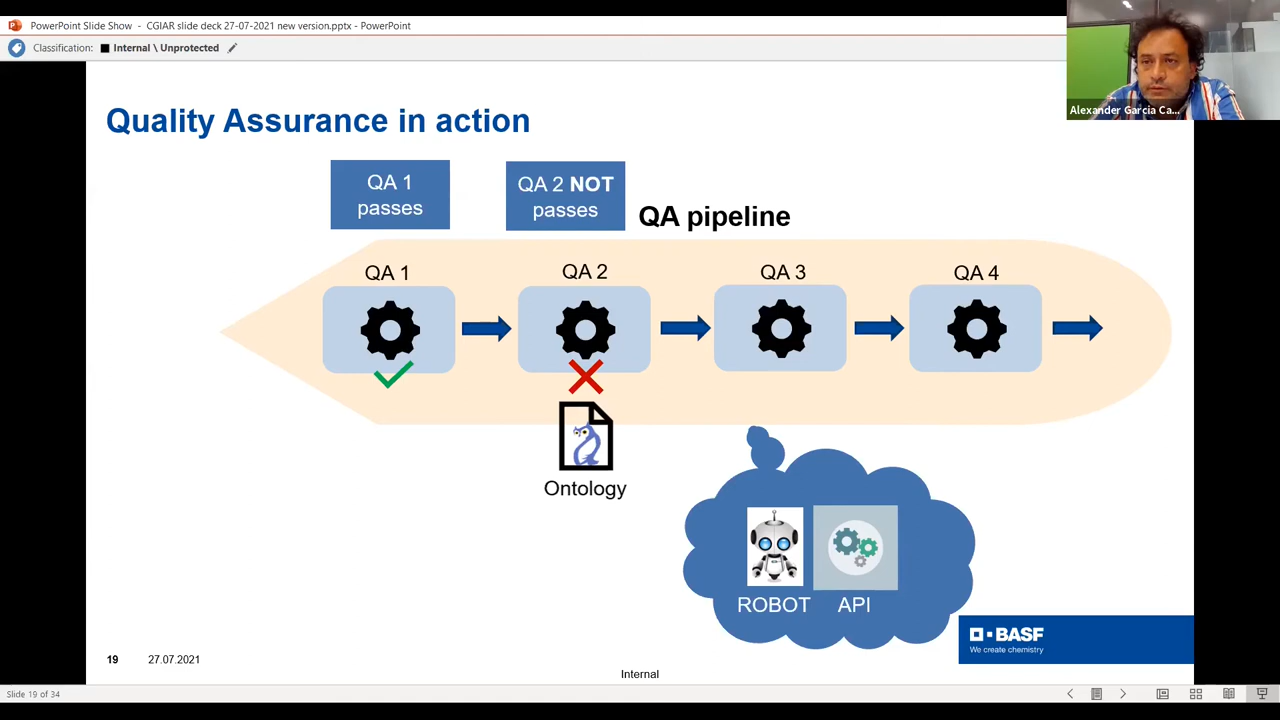 PowerPoint Slide Show - CGIAR slide deck 27-07-2021 new version.pptx - PowerPoint
Classification: Internal \ Unprotected
Alexander Garcia Ca...
Quality Assurance in action
QA 1
passes
QA 2 NOT
passes
QA pipeline
QA 1
QA 2
QA 3
QA 4
Ontology
ROBOT
API
BASF
We create chemistry
19
27.07.2021
Internal
Slide 19 of 34